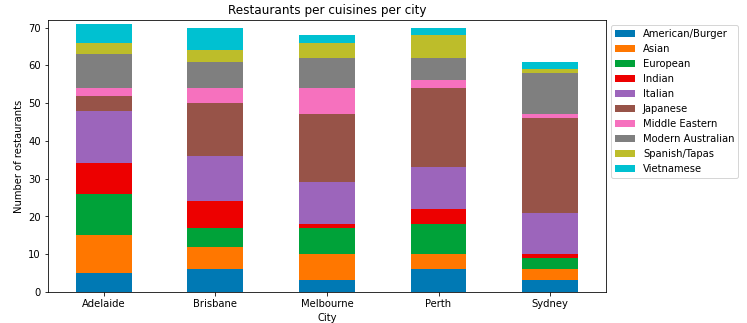 Restaurants per cuisines per city
Number of restaurants
70
60
50
40
30
20
10
0
Adelaide
Brisbane
Melbourne
Perth
Sydney
City
American/Burger
Asian
European
Indian
Italian
Japanese
Middle Eastern
Modern Australian
Spanish/Tapas
Vietnamese